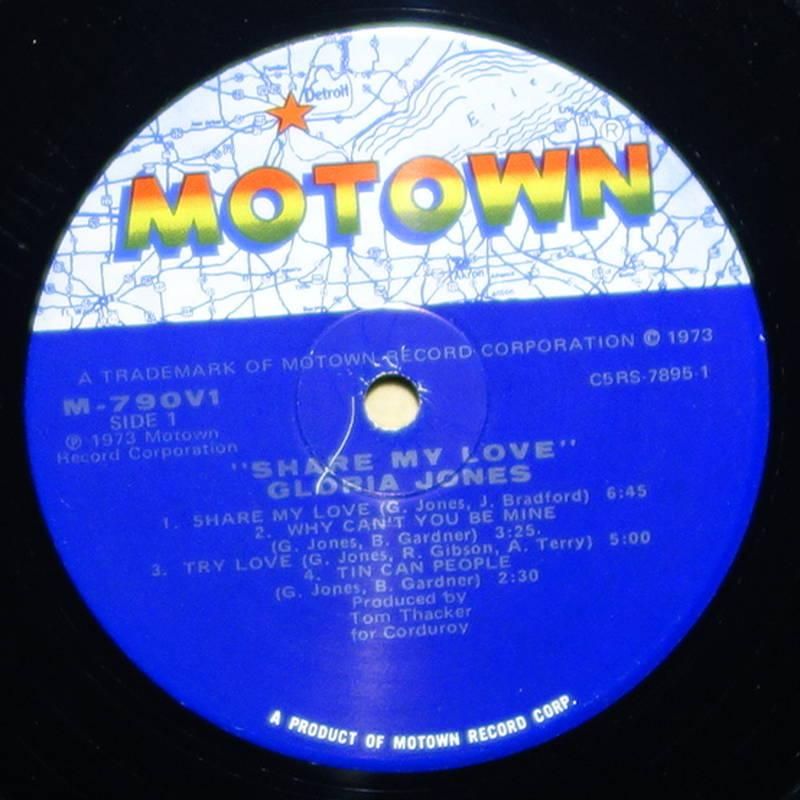 Detroit
Erie
®
MOTOWN
Akron
A TRADEMARK OF MOTOWN RECORD CORPORATION © 1973
M-790V1
C5RS-7895-1
SIDE 1
℗ 1973 Motown
Record Corporation
"SHARE MY LOVE"
GLORIA JONES
1. SHARE MY LOVE (G. Jones, J. Bradford) 6:45
2. WHY CAN'T YOU BE MINE
(G. Jones, B. Gardner) 3:25.
3. TRY LOVE (G. Jones, R. Gibson, A. Terry) 5:00
4. TIN CAN PEOPLE
(G. Jones, B. Gardner) 2:30
Produced by
Tom Thacker
for Corduroy
A PRODUCT OF MOTOWN RECORD CORP.